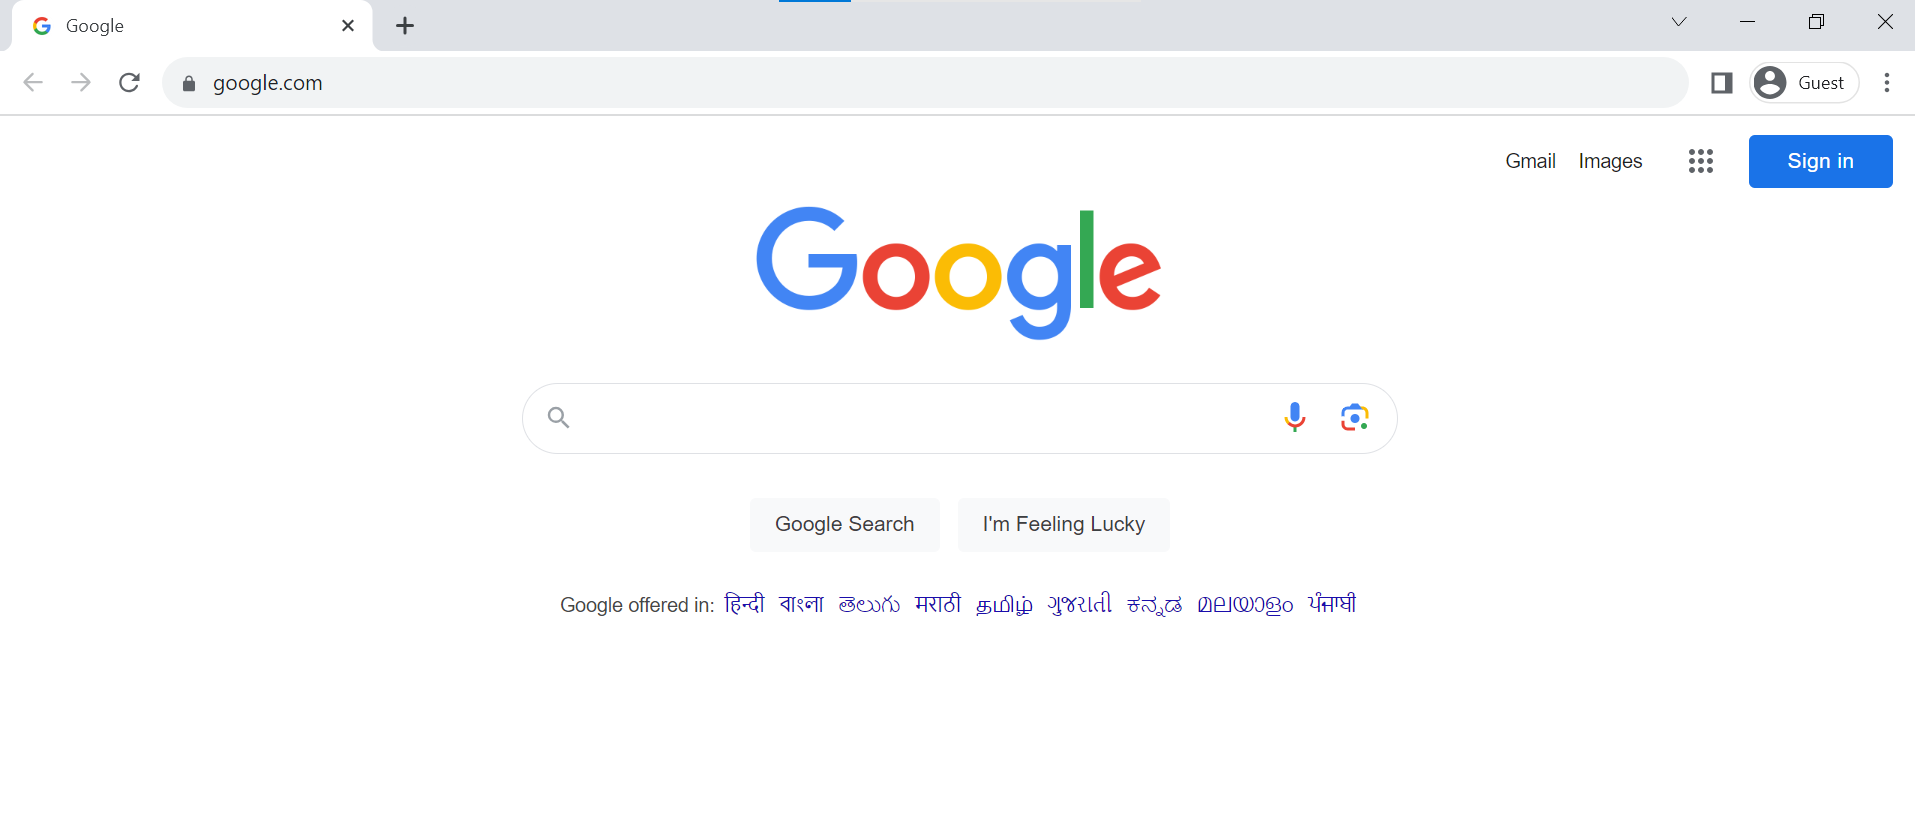 Google
google.com
Guest
Gmail Images
Sign in
Google
Google Search
I'm Feeling Lucky
Google offered in: हिन्दी বাংলা తెలుగు मराठी தமிழ் ગુજરાતી ಕನ್ನಡ മലയാളം ਪੰਜਾਬੀ